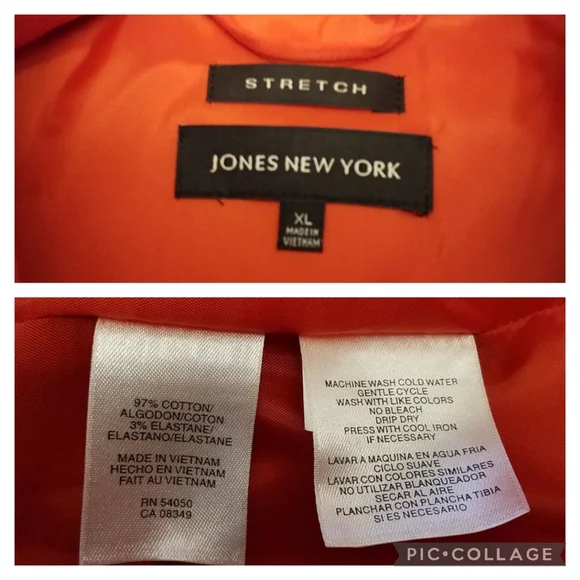 STRETCH
JONES NEW YORK
XL
MADE IN
VIETNAM
97% COTTON/
ALGODON/COTON
3% ELASTANE/
ELASTANO/ELASTANE
MADE IN VIETNAM
HECHO EN VIETNAM
FAIT AU VIETNAM
RN 54050
CA 08349
MACHINE WASH COLD WATER
GENTLE CYCLE
WASH WITH LIKE COLORS
NO BLEACH
DRIP DRY
PRESS WITH COOL IRON
IF NECESSARY
LAVAR A MAQUINA EN AGUA FRIA
CICLO SUAVE
LAVAR CON COLORES SIMILARES
NO UTILIZAR BLANQUEADOR
SECAR AL AIRE
PLANCHAR CON PLANCHA TIBIA
SI ES NECESARIO
PIC•COLLAGE